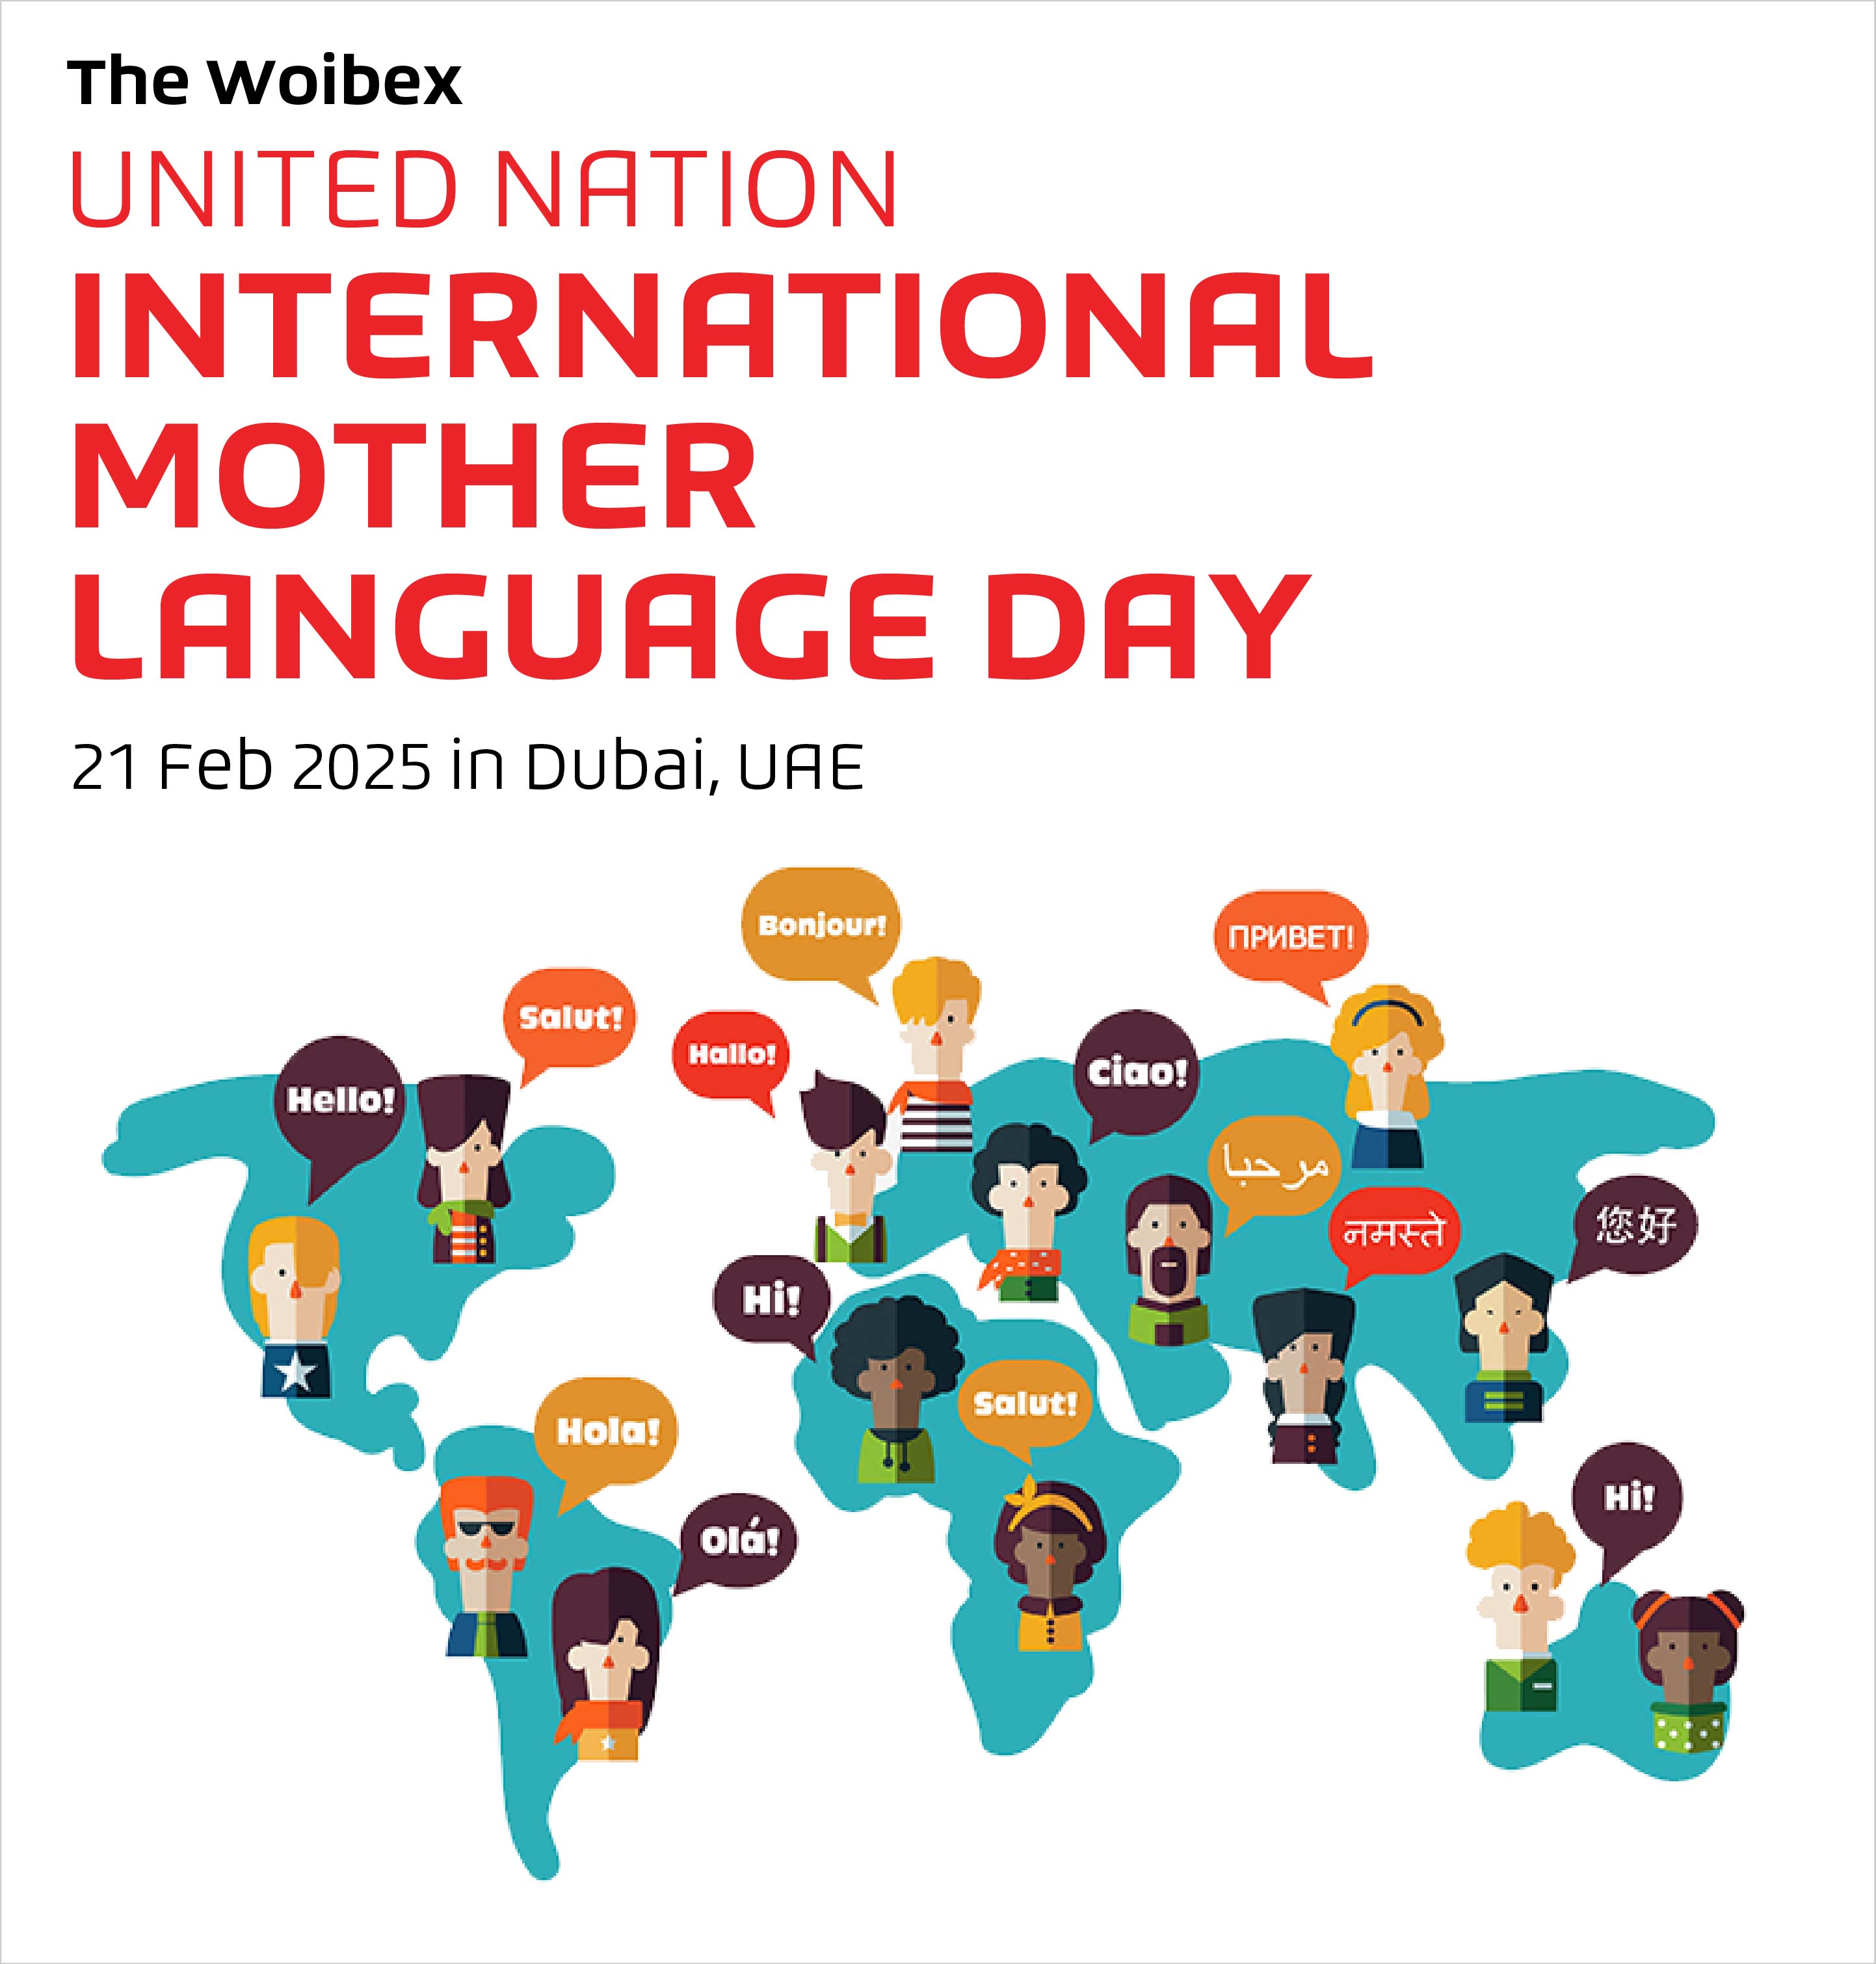 The Woibex
UNITED NATION
INTERNATIONAL
MOTHER
LANGUAGE DAY
21 Feb 2025 in Dubai, UAE
Bonjour!
ПРИВЕТ!
Salut!
Hallo!
Ciao!
Hello!
مرحبا
नमस्ते
您好
Hi!
Salut!
Hola!
Olá!
Hi!